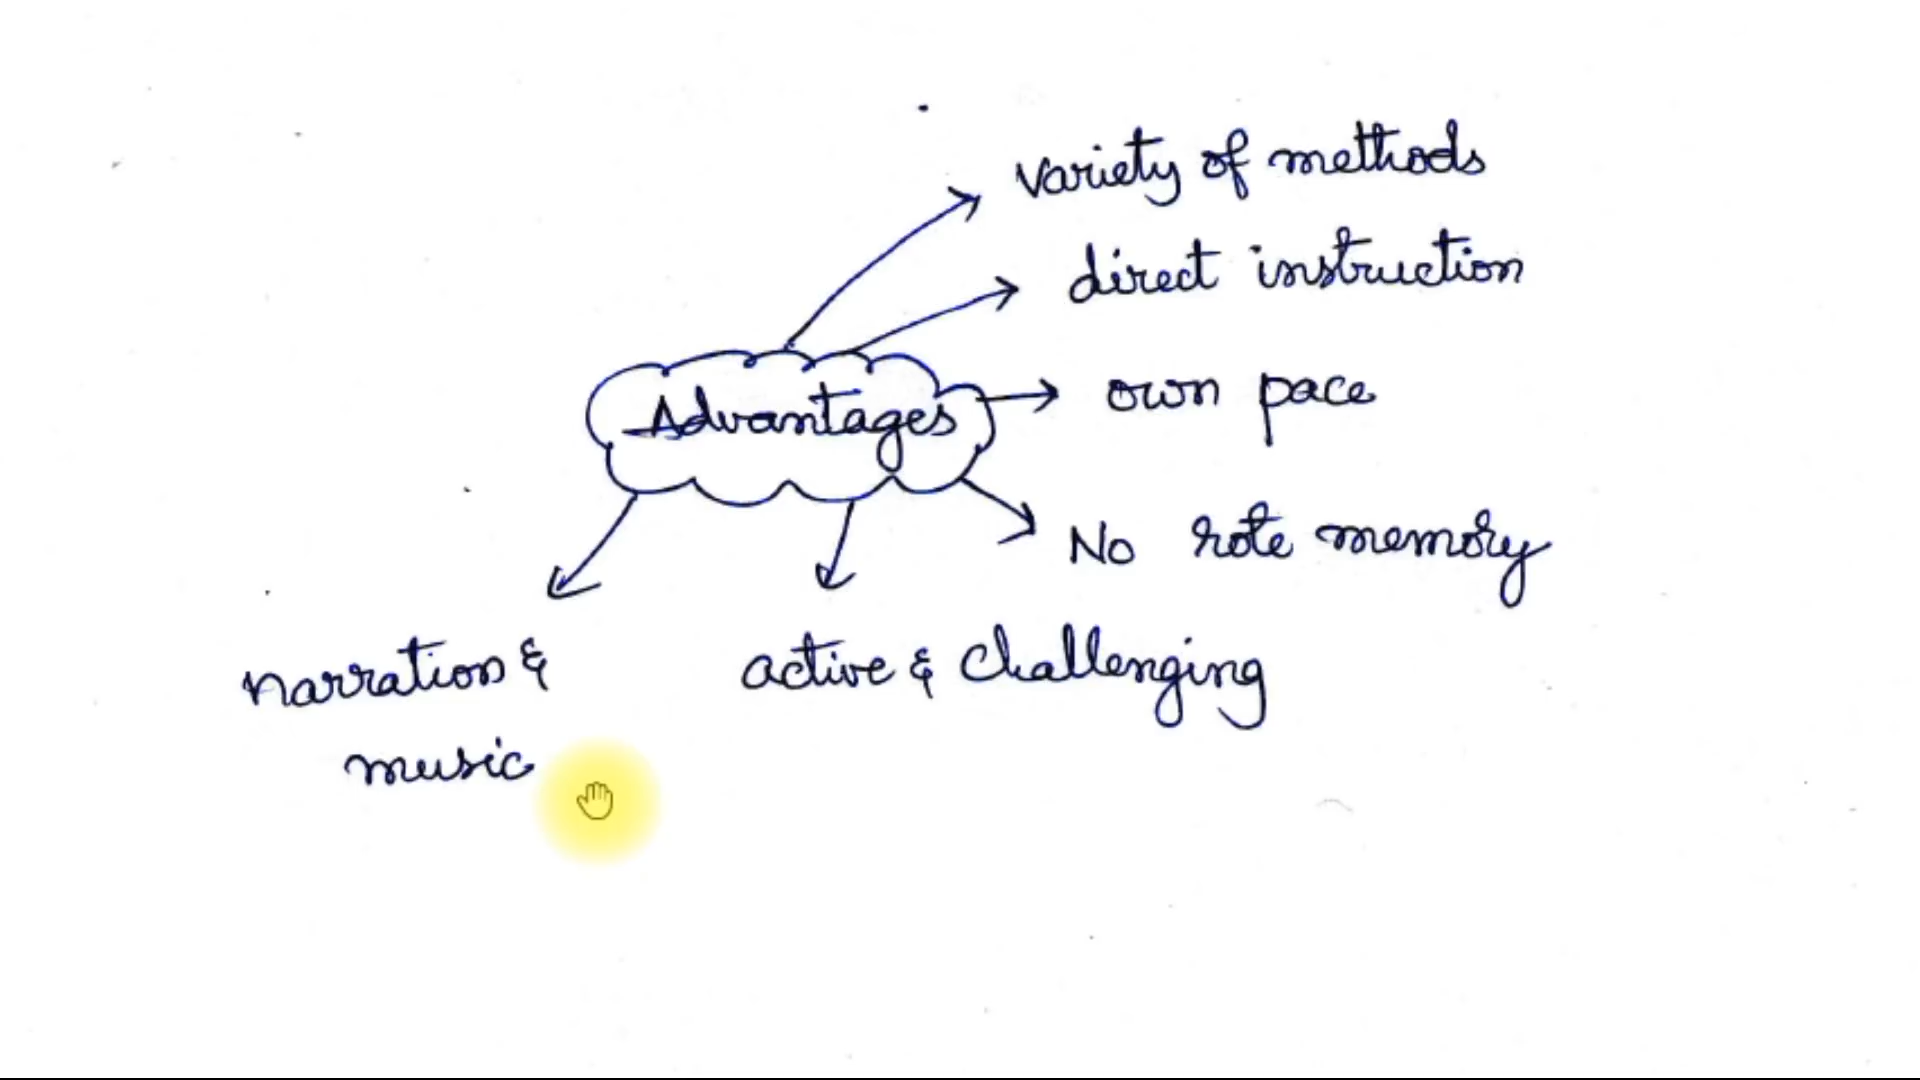 variety of methods
direct instruction
Advantages
own pace
No rote memory
narration &
music
active & challenging